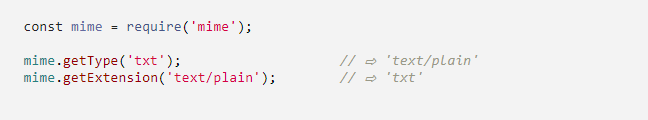 const mime = require('mime');
mime.getType('txt'); // ⇨ 'text/plain'
mime.getExtension('text/plain'); // ⇨ 'txt'